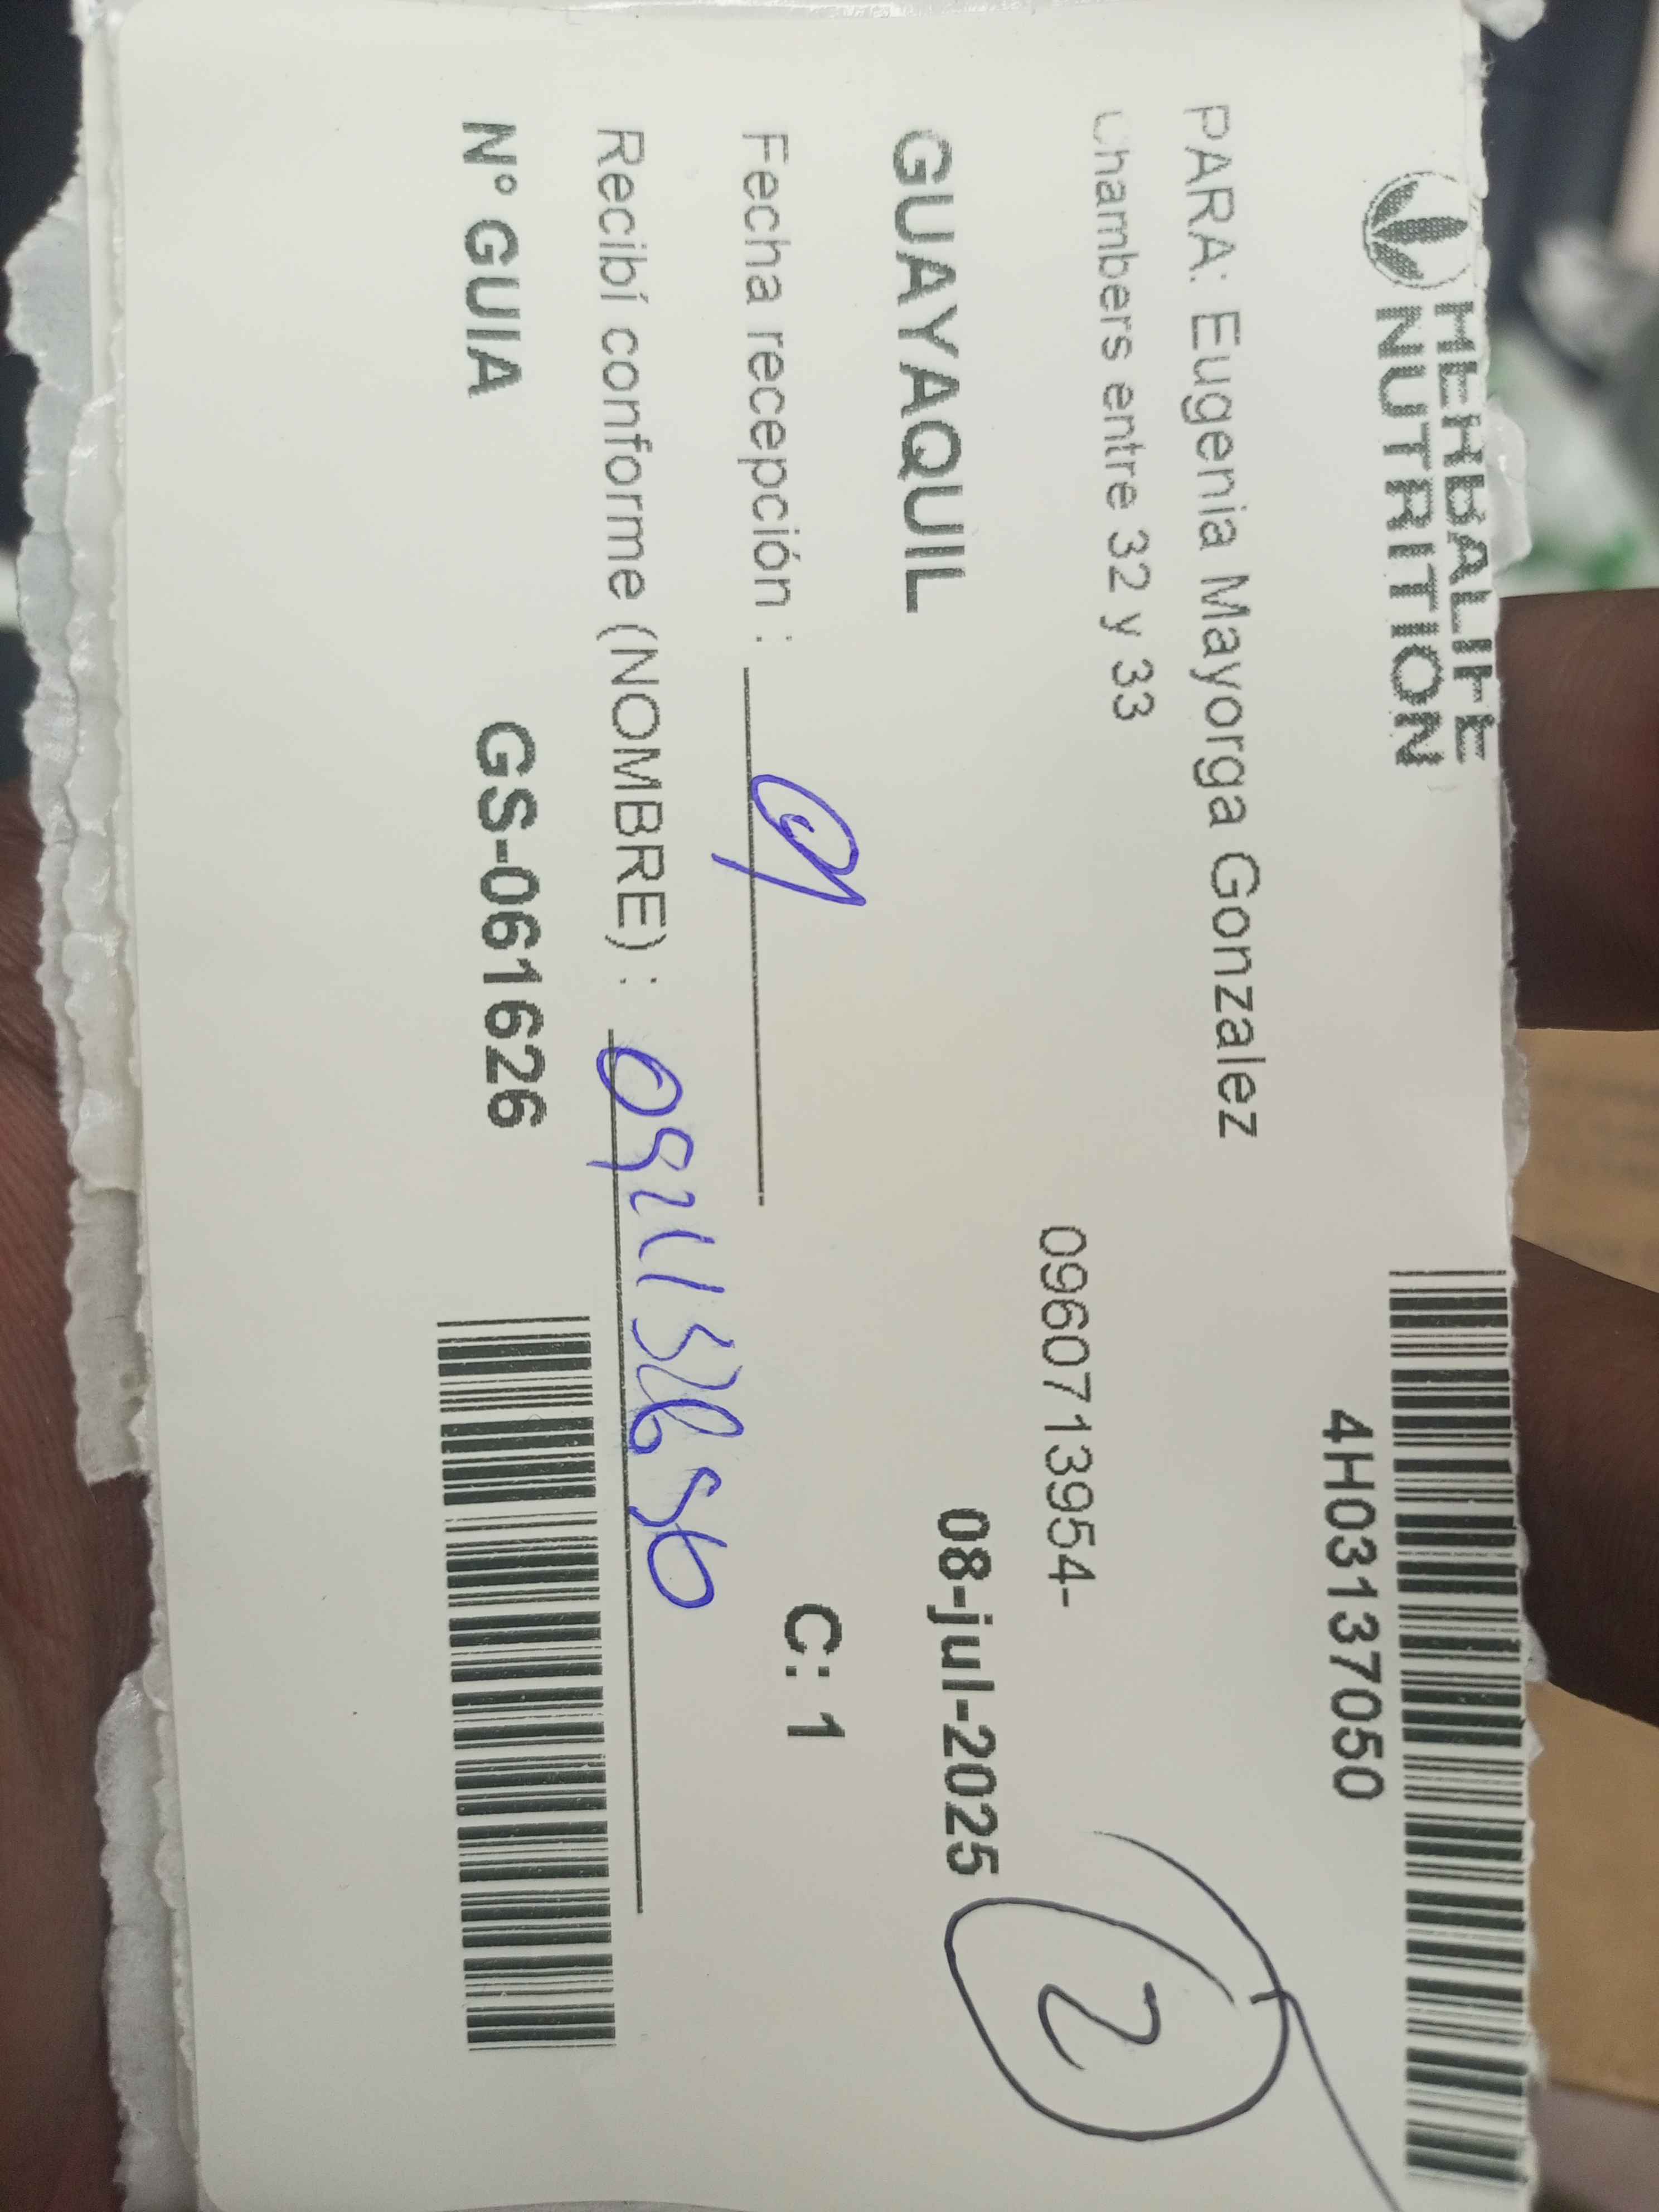 HERBALIFE
NUTRITION
4H03137050
PARA: Eugenia Mayorga Gonzalez
Chambers entre 32 y 33
0960713954-
2
GUAYAQUIL
08-jul-2025
Fecha recepción :
C: 1
Recibí conforme (NOMBRE) :
N° GUIA GS-061626